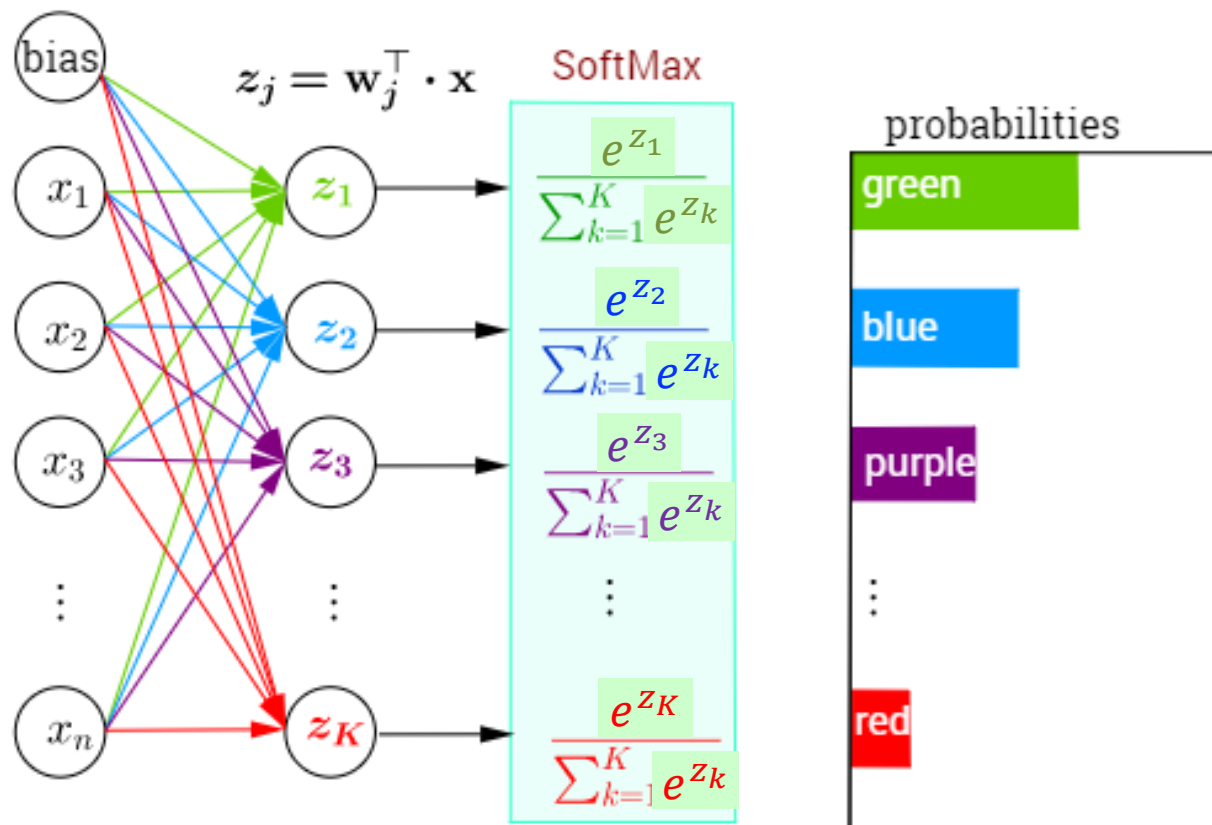 bias
z_j = w_j^⊤ · x
SoftMax
probabilities
x_1
z_1
e^{z_1}
∑_{k=1}^{K} e^{z_k}
green
x_2
z_2
e^{z_2}
∑_{k=1}^{K} e^{z_k}
blue
x_3
z_3
e^{z_3}
∑_{k=1}^{K} e^{z_k}
purple
⋮ ⋮ ⋮ ⋮
x_n
z_K
e^{z_K}
∑_{k=1}^{K} e^{z_k}
red